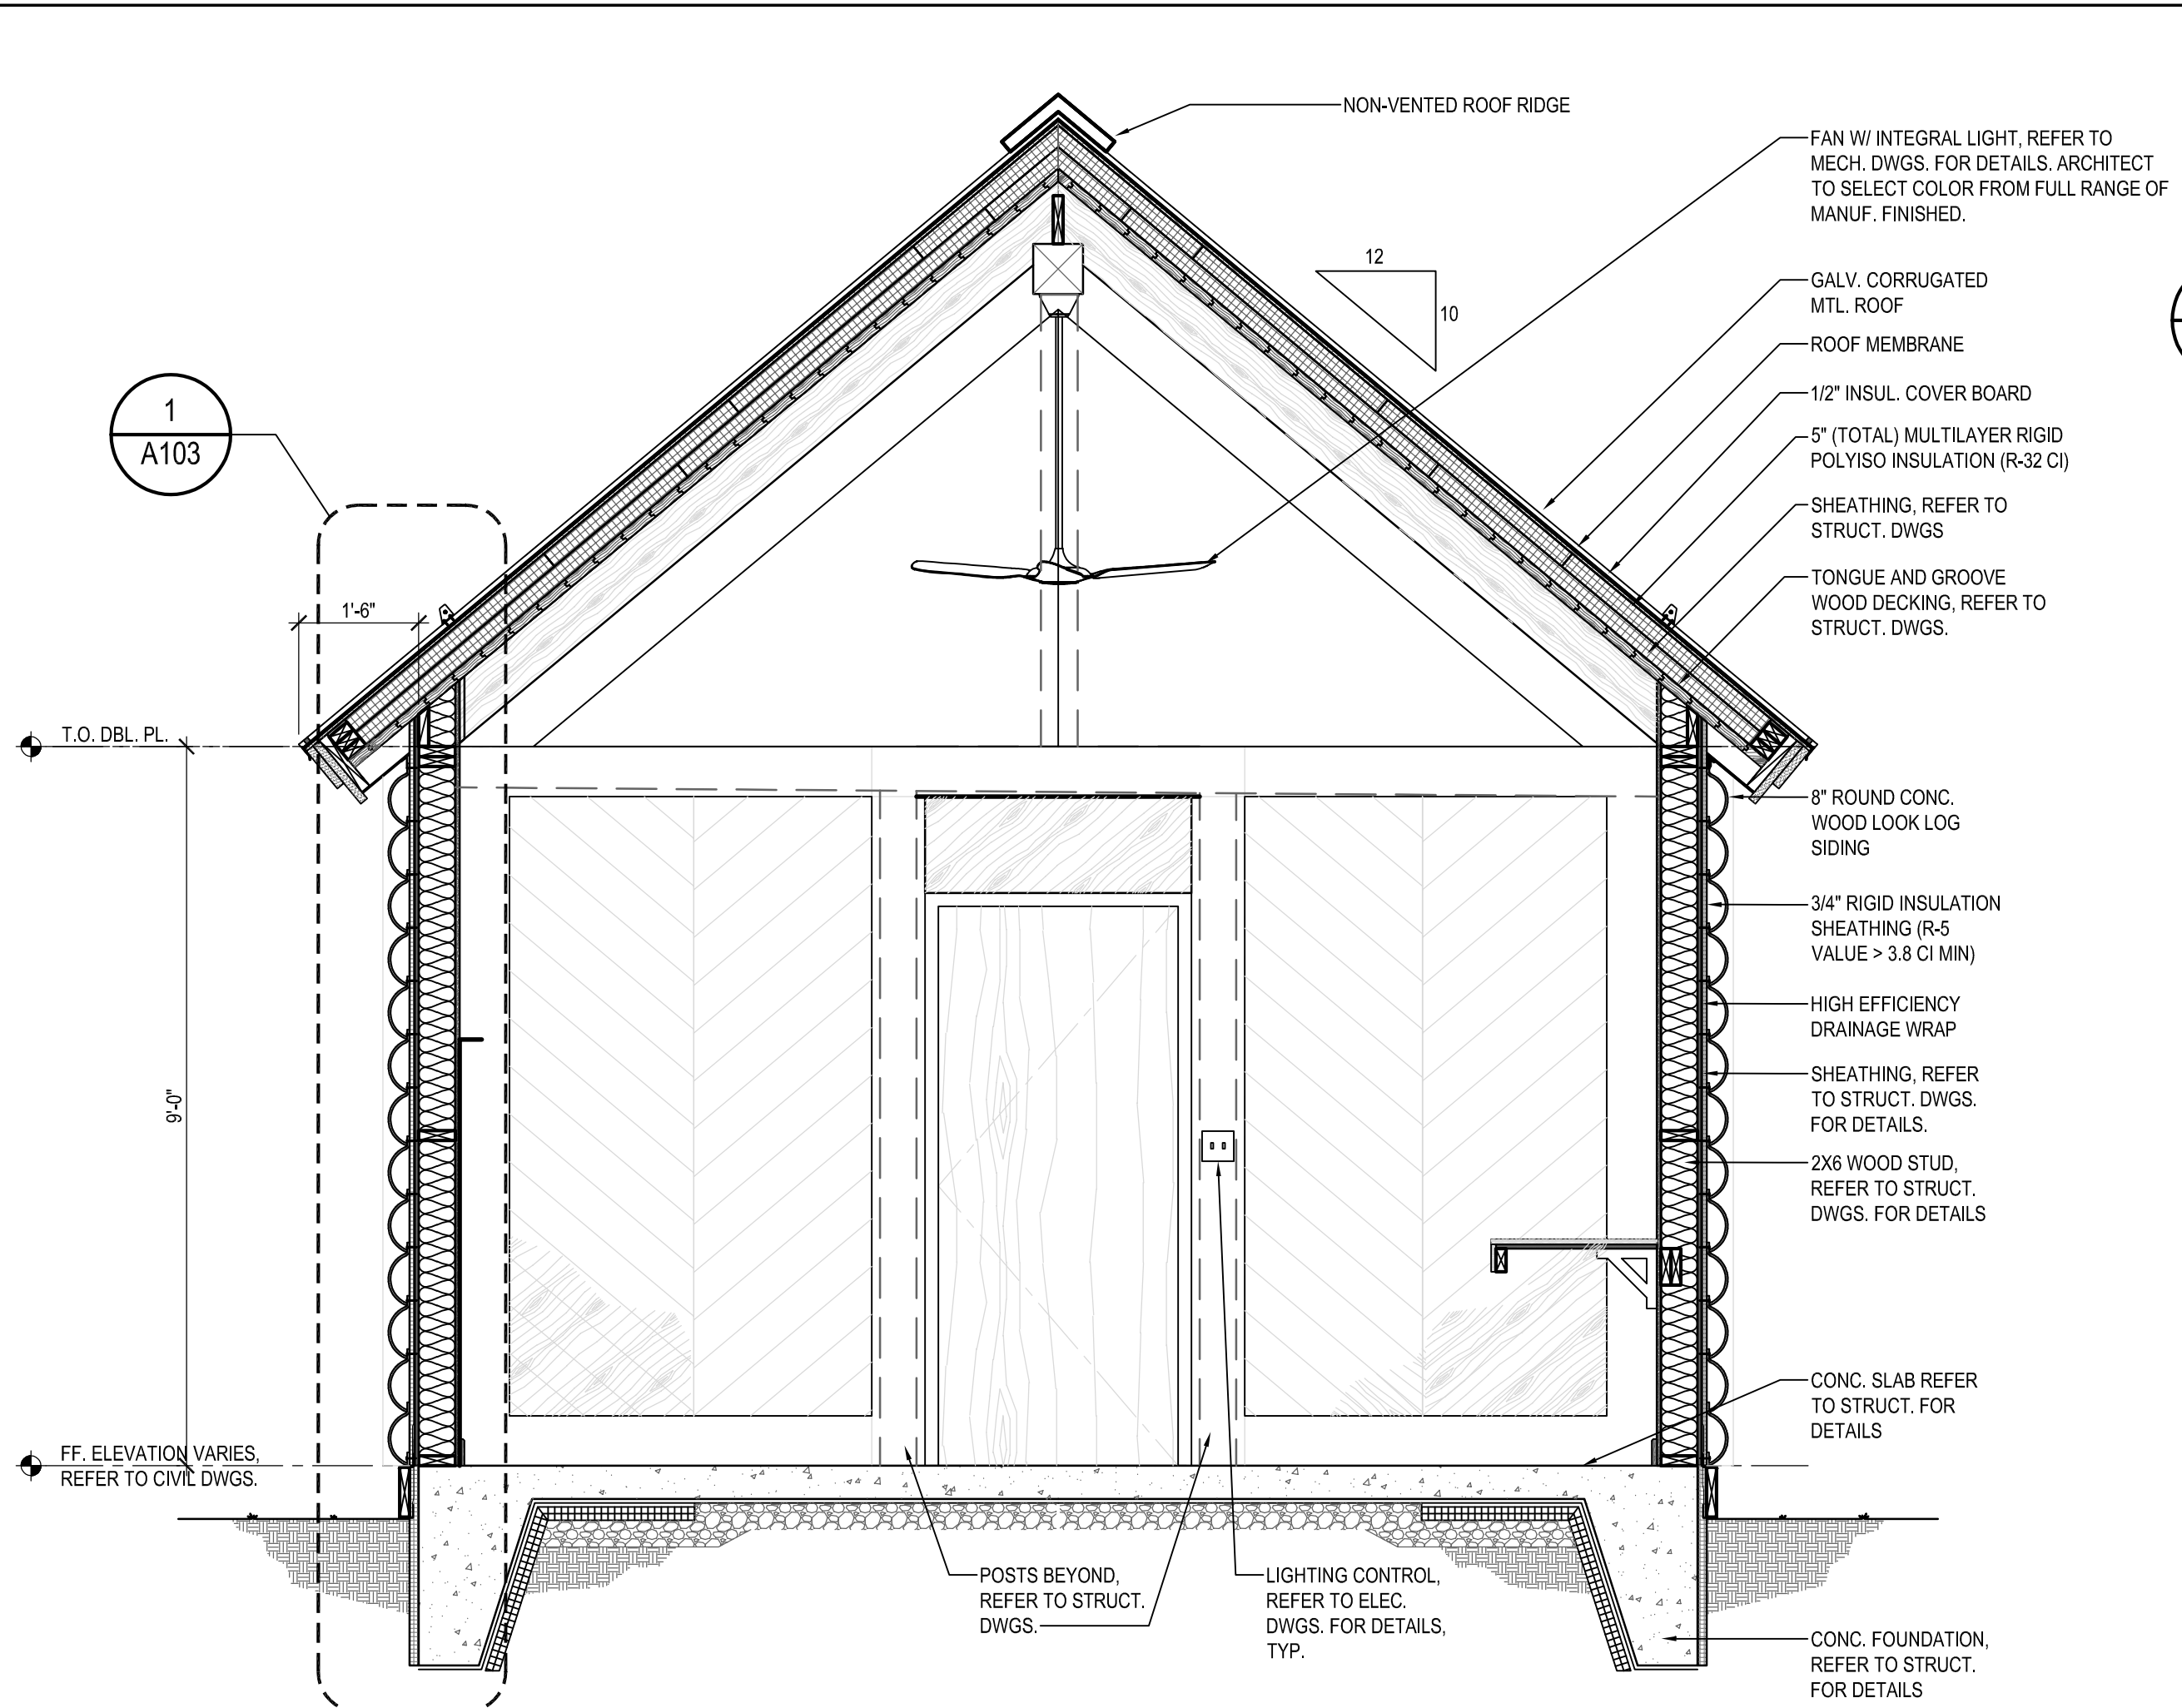 NON-VENTED ROOF RIDGE
FAN W/ INTEGRAL LIGHT, REFER TO
MECH. DWGS. FOR DETAILS. ARCHITECT
TO SELECT COLOR FROM FULL RANGE OF
MANUF. FINISHED.
12
10
GALV. CORRUGATED
MTL. ROOF
ROOF MEMBRANE
1/2" INSUL. COVER BOARD
5" (TOTAL) MULTILAYER RIGID
POLYISO INSULATION (R-32 CI)
SHEATHING, REFER TO
STRUCT. DWGS
TONGUE AND GROOVE
WOOD DECKING, REFER TO
STRUCT. DWGS.
1
A103
1'-6"
T.O. DBL. PL.
8" ROUND CONC.
WOOD LOOK LOG
SIDING
3/4" RIGID INSULATION
SHEATHING (R-5
VALUE > 3.8 CI MIN)
HIGH EFFICIENCY
DRAINAGE WRAP
SHEATHING, REFER
TO STRUCT. DWGS.
FOR DETAILS.
2X6 WOOD STUD,
REFER TO STRUCT.
DWGS. FOR DETAILS
9'-0"
CONC. SLAB REFER
TO STRUCT. FOR
DETAILS
FF. ELEVATION VARIES,
REFER TO CIVIL DWGS.
POSTS BEYOND,
REFER TO STRUCT.
DWGS.
LIGHTING CONTROL,
REFER TO ELEC.
DWGS. FOR DETAILS,
TYP.
CONC. FOUNDATION,
REFER TO STRUCT.
FOR DETAILS